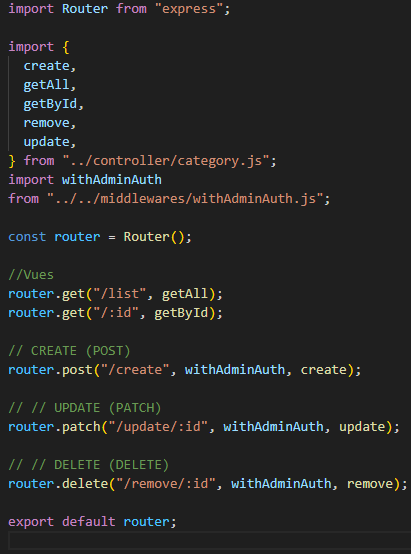 import Router from "express";
import {
create,
getAll,
getById,
remove,
update,
} from "../controller/category.js";
import withAdminAuth
from "../../middlewares/withAdminAuth.js";
const router = Router();
//Vues
router.get("/list", getAll);
router.get("/:id", getById);
// CREATE (POST)
router.post("/create", withAdminAuth, create);
// // UPDATE (PATCH)
router.patch("/update/:id", withAdminAuth, update);
// // DELETE (DELETE)
router.delete("/remove/:id", withAdminAuth, remove);
export default router;